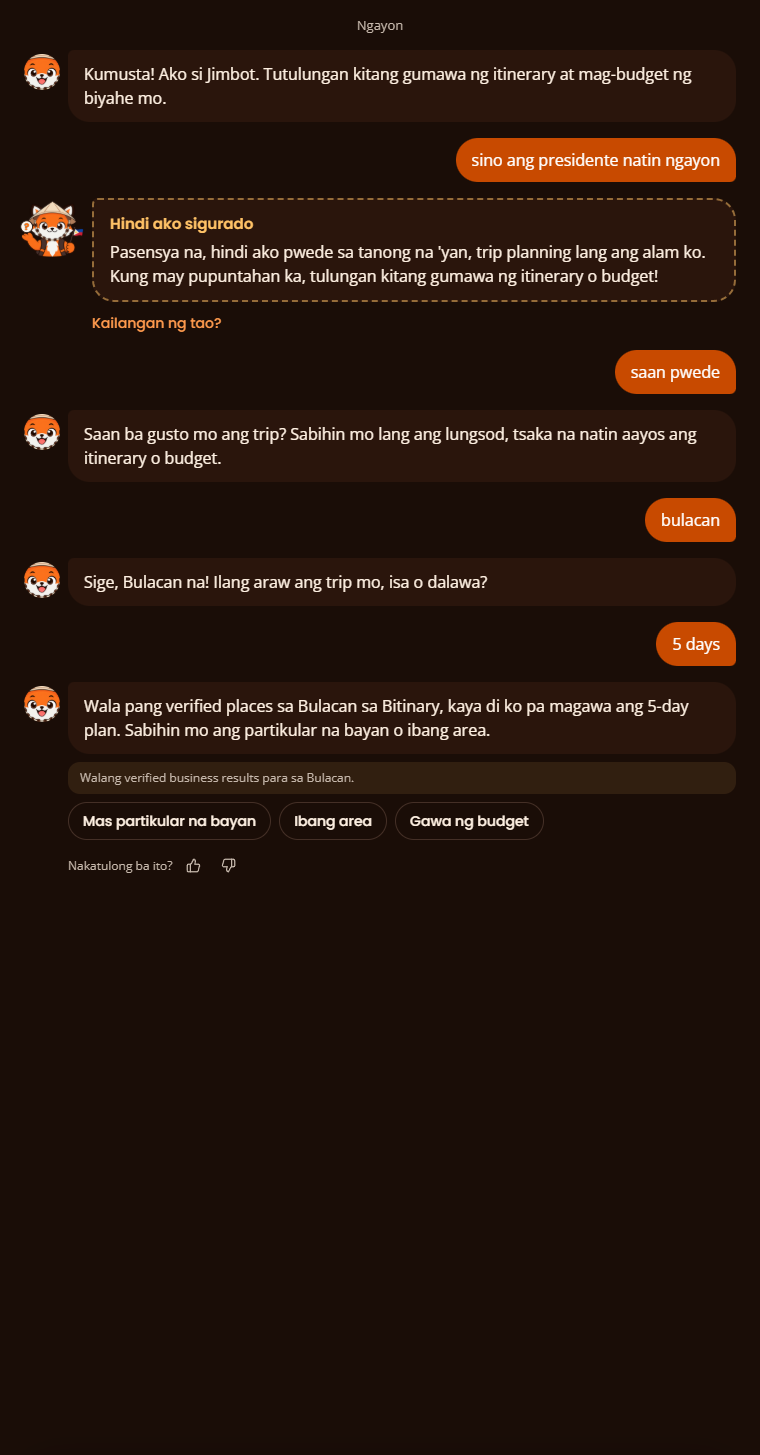 Ngayon
Kumusta! Ako si Jimbot. Tutulungan kitang gumawa ng itinerary at mag-budget ng
biyahe mo.
sino ang presidente natin ngayon
Hindi ako sigurado
Pasensya na, hindi ako pwede sa tanong na 'yan, trip planning lang ang alam ko.
Kung may pupuntahan ka, tulungan kitang gumawa ng itinerary o budget!
Kailangan ng tao?
saan pwede
Saan ba gusto mo ang trip? Sabihin mo lang ang lungsod, tsaka na natin aayos ang
itinerary o budget.
bulacan
Sige, Bulacan na! Ilang araw ang trip mo, isa o dalawa?
5 days
Wala pang verified places sa Bulacan sa Bitinary, kaya di ko pa magawa ang 5-day
plan. Sabihin mo ang partikular na bayan o ibang area.
Walang verified business results para sa Bulacan.
Mas partikular na bayan
Ibang area
Gawa ng budget
Nakatulong ba ito?